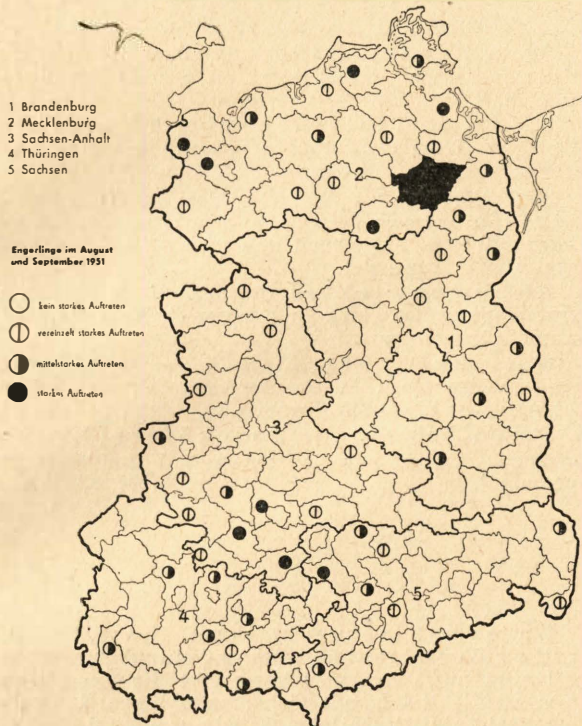 1 Brandenburg
2 Mecklenburg
3 Sachsen-Anhalt
4 Thüringen
5 Sachsen
Engerlinge im August
und September 1951
kein starkes Auftreten
vereinzelt starkes Auftreten
mittelstarkes Auftreten
starkes Auftreten
2
1
3
5
4